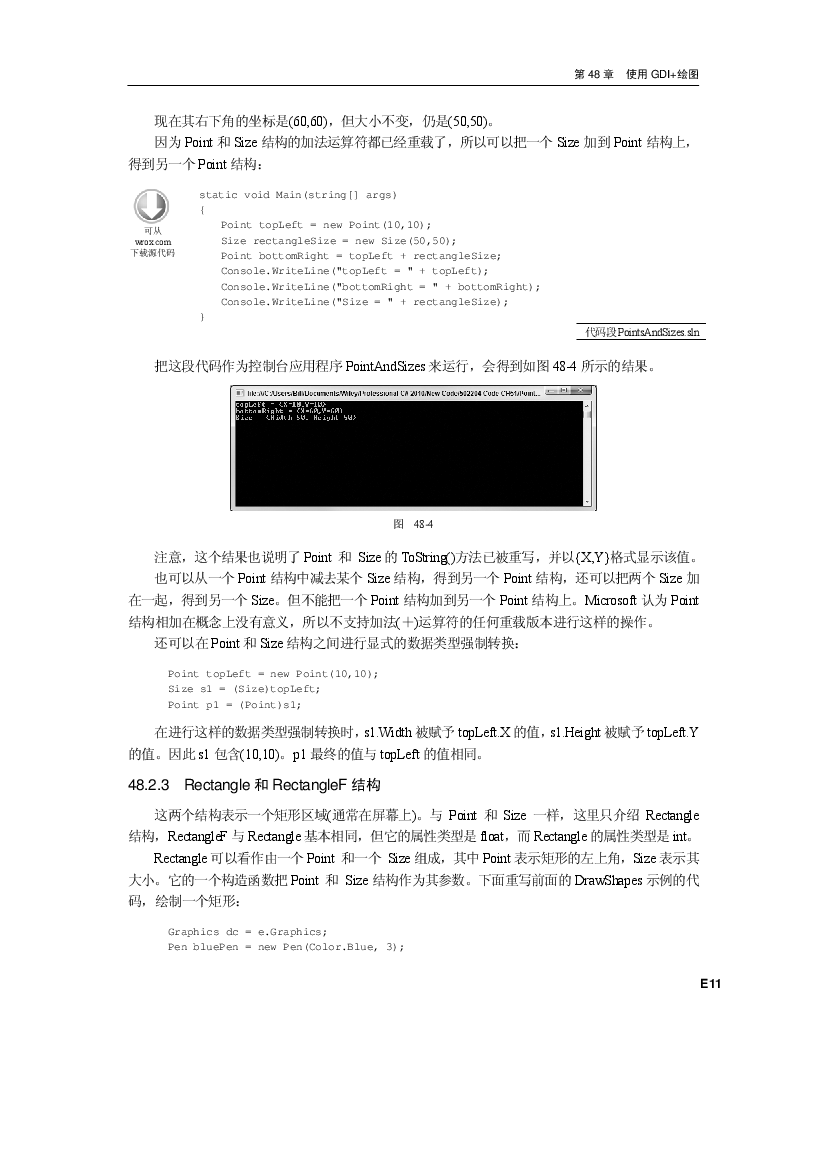 第 48 章 使用 GDI+绘图
现在其右下角的坐标是(60,60)，但大小不变，仍是(50,50)。
因为 Point 和 Size 结构的加法运算符都已经重载了，所以可以把一个 Size 加到 Point 结构上，
得到另一个 Point 结构：
可从
wrox.com
下载源代码
static void Main(string[] args)
{
Point topLeft = new Point(10,10);
Size rectangleSize = new Size(50,50);
Point bottomRight = topLeft + rectangleSize;
Console.WriteLine("topLeft = " + topLeft);
Console.WriteLine("bottomRight = " + bottomRight);
Console.WriteLine("Size = " + rectangleSize);
}
代码段 PointsAndSizes.sln
把这段代码作为控制台应用程序 PointAndSizes 来运行，会得到如图 48-4 所示的结果。
file:///C:/Users/Bill/Documents/Wiley/Professional C# 2010/New Code/502204 Code CH54/Point...
topLeft = {X=10,Y=10}
bottomRight = {X=60,Y=60}
Size = {Width=50, Height=50}
图 48-4
注意，这个结果也说明了 Point 和 Size 的 ToString()方法已被重写，并以{X,Y}格式显示该值。
也可以从一个 Point 结构中减去某个 Size 结构，得到另一个 Point 结构，还可以把两个 Size 加
在一起，得到另一个 Size。但不能把一个 Point 结构加到另一个 Point 结构上。Microsoft 认为 Point
结构相加在概念上没有意义，所以不支持加法(＋)运算符的任何重载版本进行这样的操作。
还可以在 Point 和 Size 结构之间进行显式的数据类型强制转换：
Point topLeft = new Point(10,10);
Size s1 = (Size)topLeft;
Point p1 = (Point)s1;
在进行这样的数据类型强制转换时，s1.Width 被赋予 topLeft.X 的值，s1.Height 被赋予 topLeft.Y
的值。因此 s1 包含(10,10)。p1 最终的值与 topLeft 的值相同。
48.2.3 Rectangle 和 RectangleF 结构
这两个结构表示一个矩形区域(通常在屏幕上)。与 Point 和 Size 一样，这里只介绍 Rectangle
结构，RectangleF 与 Rectangle 基本相同，但它的属性类型是 float，而 Rectangle 的属性类型是 int。
Rectangle 可以看作由一个 Point 和一个 Size 组成，其中 Point 表示矩形的左上角，Size 表示其
大小。它的一个构造函数把 Point 和 Size 结构作为其参数。下面重写前面的 DrawShapes 示例的代
码，绘制一个矩形：
Graphics dc = e.Graphics;
Pen bluePen = new Pen(Color.Blue, 3);
E11